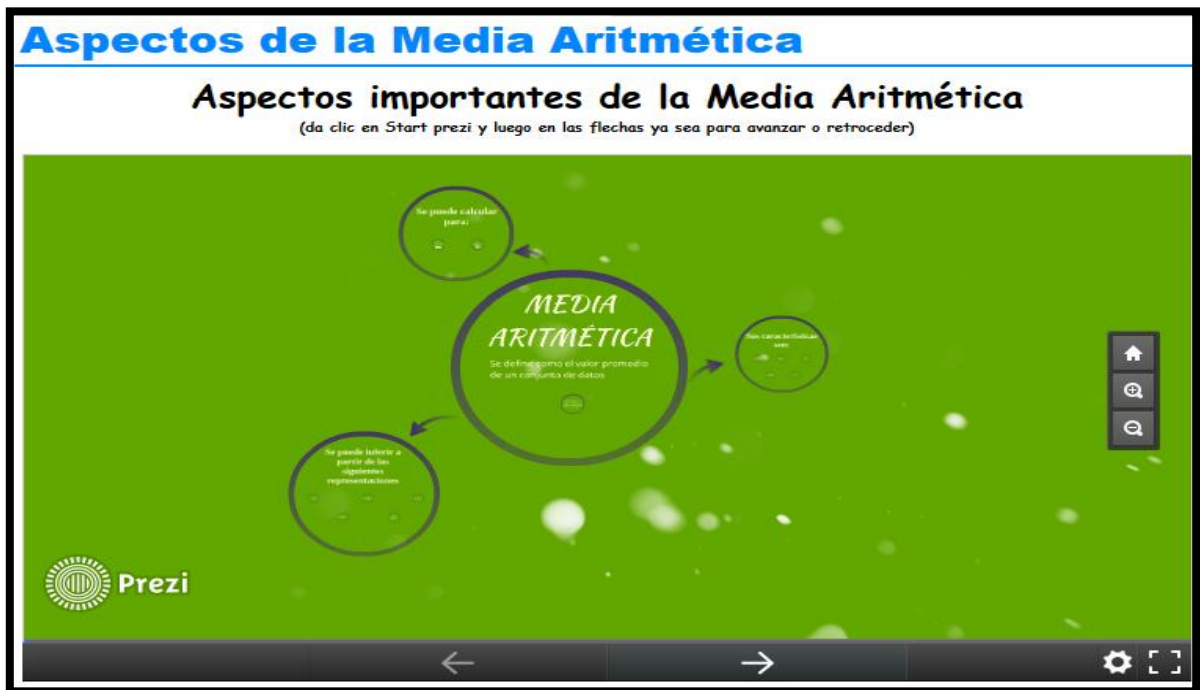 Aspectos de la Media Aritmética
Aspectos importantes de la Media Aritmética
(da clic en Start prezi y luego en las flechas ya sea para avanzar o retroceder)
Se puede calcular
para:
MEDIA
ARITMÉTICA
Se define como el valor promedio
de un conjunto de datos
Sus características
son:
Se puede inferir a
partir de las
siguientes
representaciones
Prezi